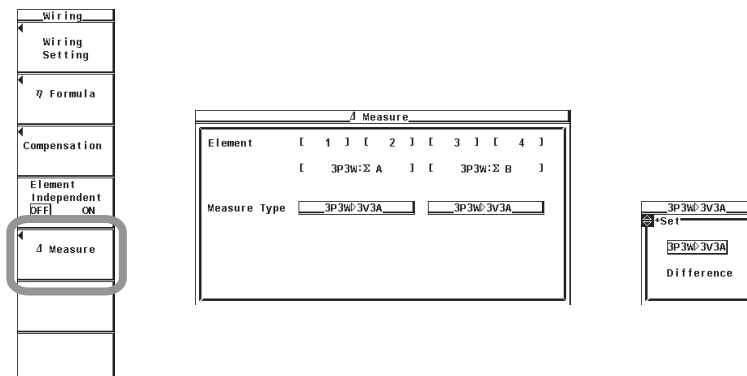 Wiring
Wiring
Setting
η Formula
Compensation
Element
Independent
OFF ON
Δ Measure
Δ Measure
Element [ 1 ] [ 2 ] [ 3 ] [ 4 ]
[ 3P3W:Σ A ] [ 3P3W:Σ B ]
Measure Type 3P3W▷3V3A 3P3W▷3V3A
3P3W▷3V3A
+Set
3P3W▷3V3A
Difference